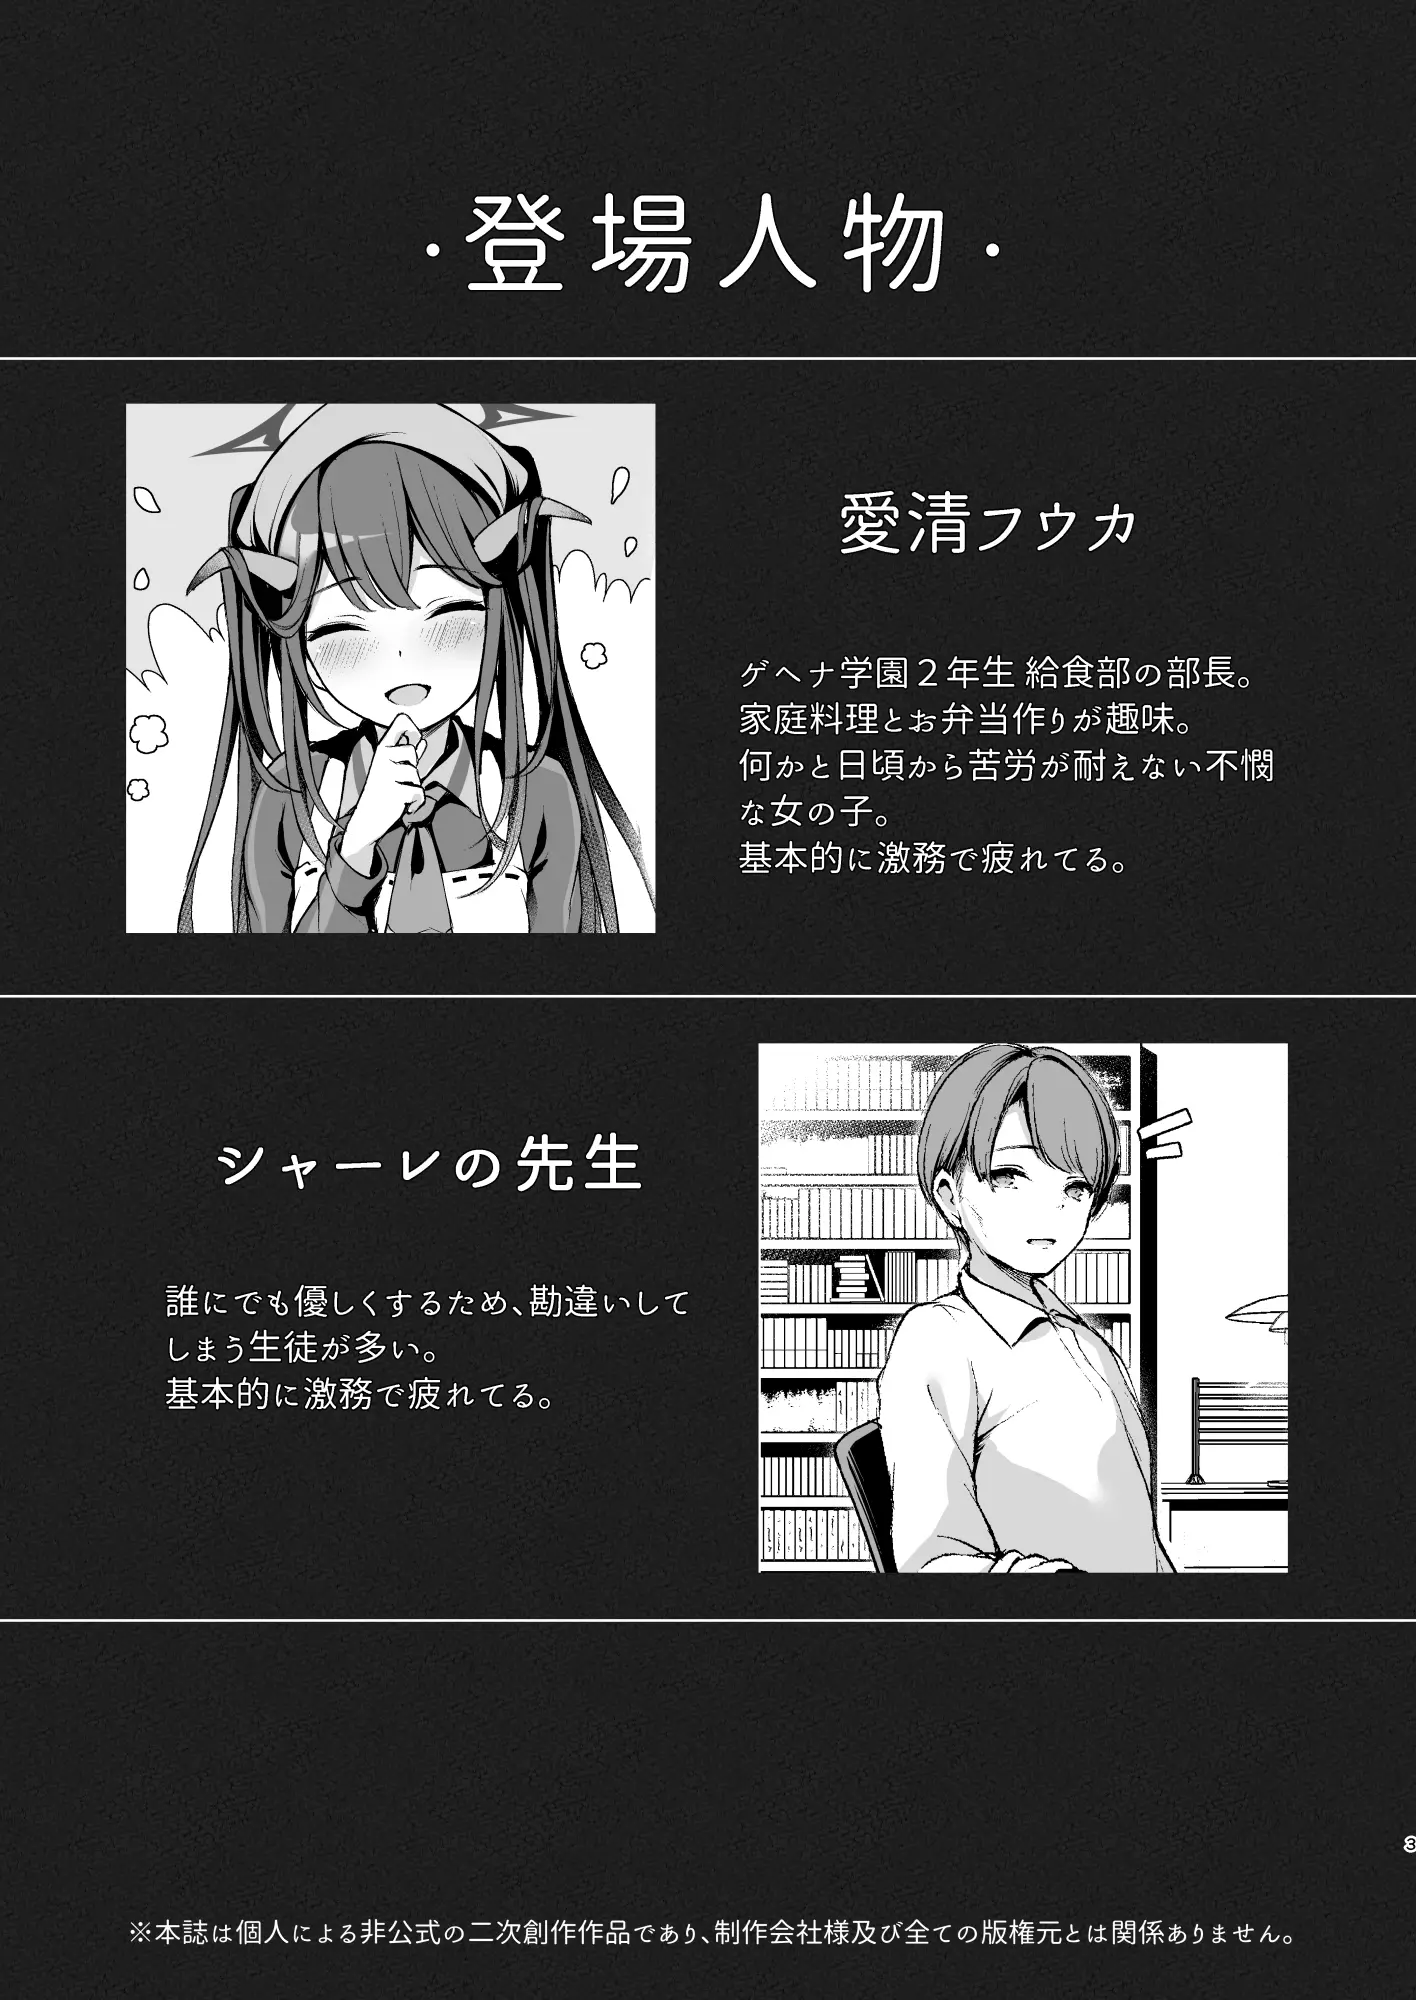 ・登場人物・
愛清フウカ
ゲヘナ学園２年生 給食部の部長。
家庭料理とお弁当作りが趣味。
何かと日頃から苦労が耐えない不憫
な女の子。
基本的に激務で疲れてる。
シャーレの先生
誰にでも優しくするため、勘違いして
しまう生徒が多い。
基本的に激務で疲れてる。
3
※本誌は個人による非公式の二次創作作品であり、制作会社様及び全ての版権元とは関係ありません。